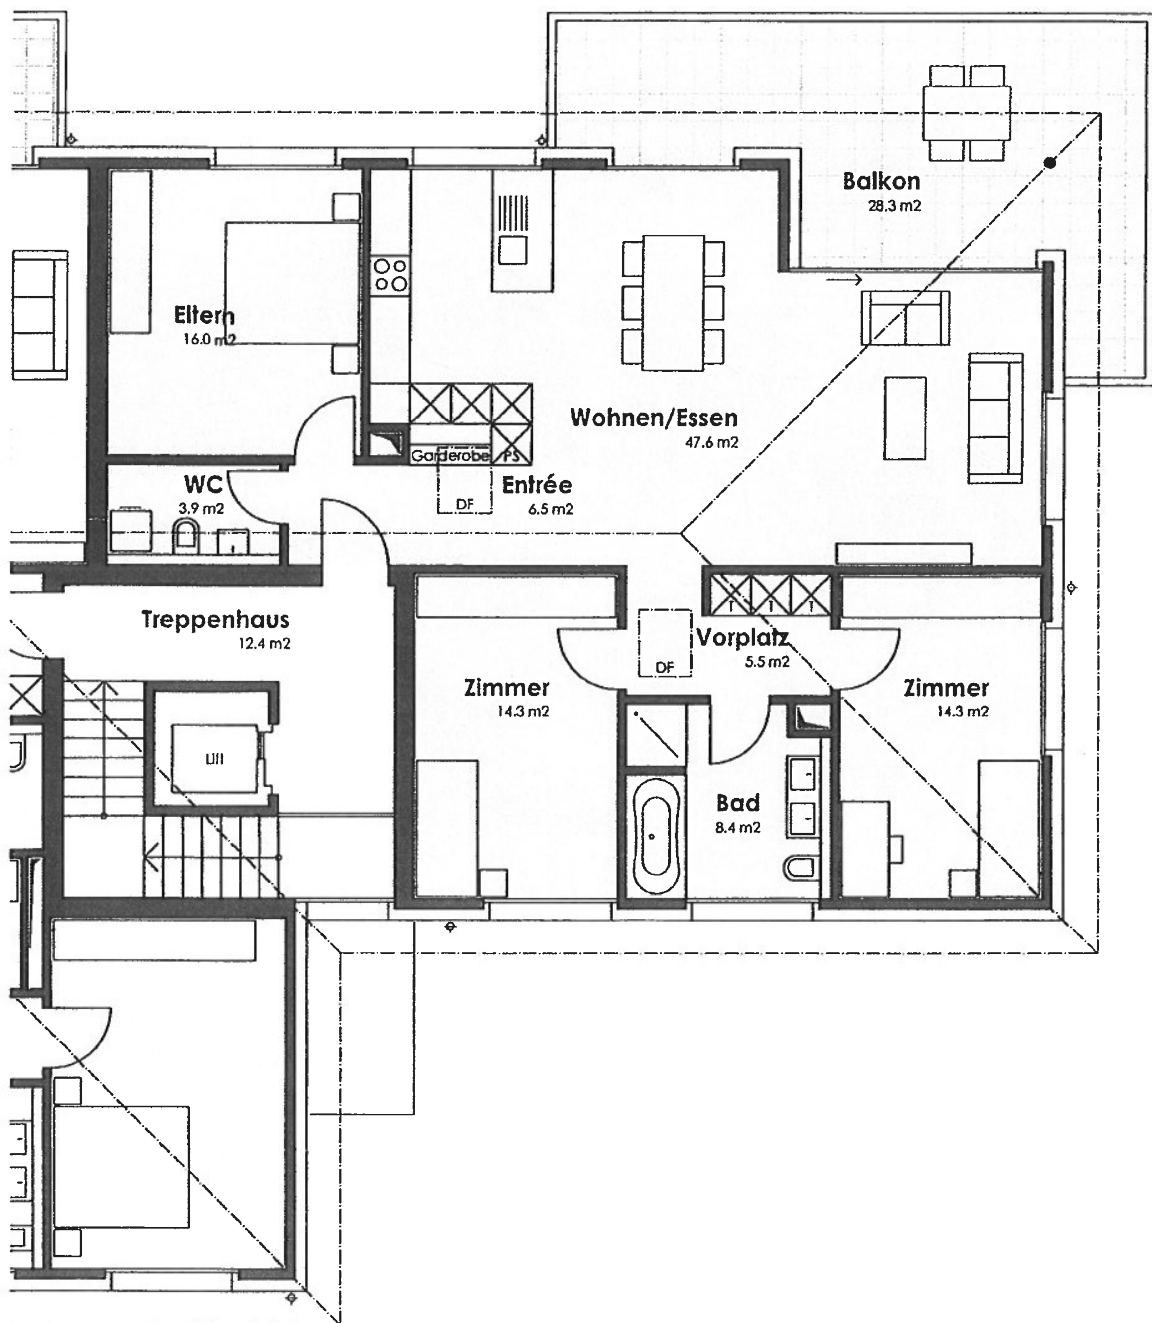 Balkon
28.3 m2
Eltern
16.0 m2
Wohnen/Essen
47.6 m2
Garderobe
PS
WC
3.9 m2
DF
Entrée
6.5 m2
Treppenhaus
12.4 m2
T
T
T
Vorplatz
5.5 m2
DF
Zimmer
14.3 m2
Zimmer
14.3 m2
Lift
Bad
8.4 m2